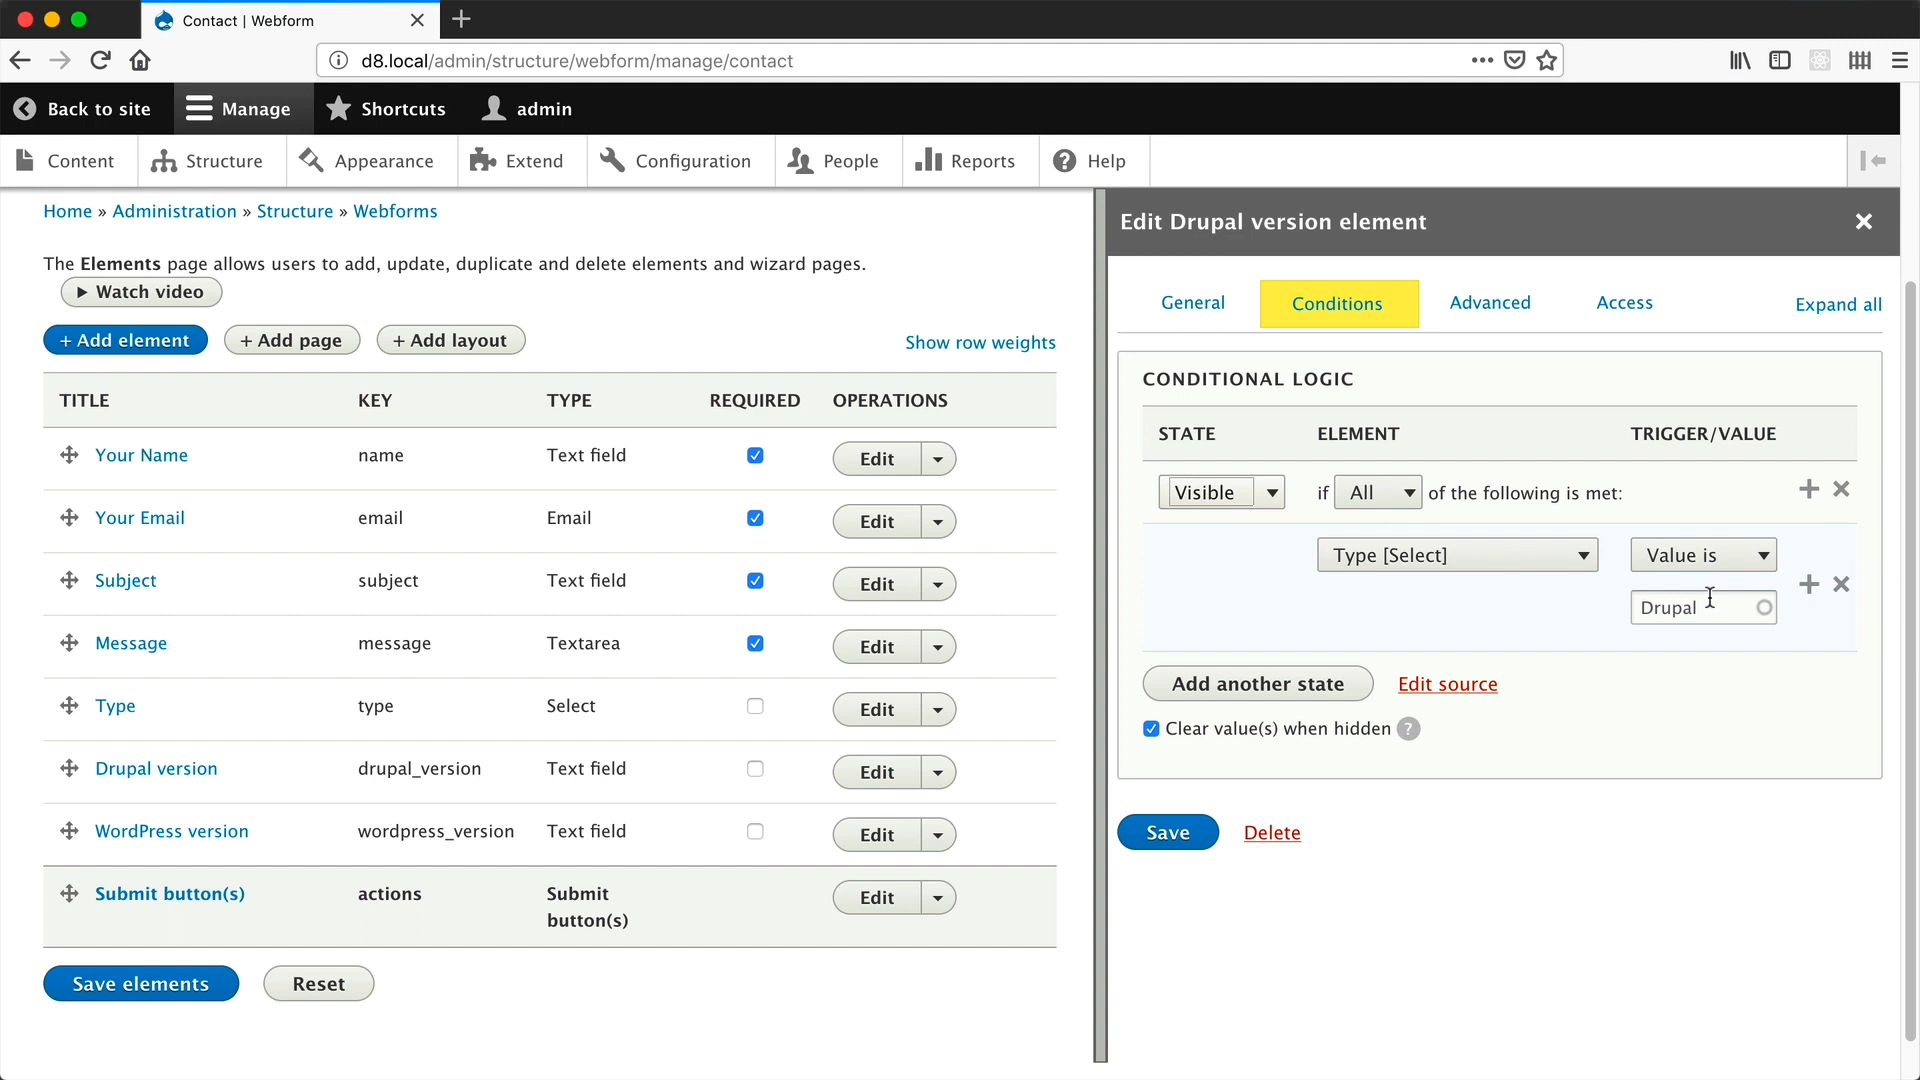 Contact | Webform
d8.local/admin/structure/webform/manage/contact
Back to site Manage Shortcuts admin
Content Structure Appearance Extend Configuration People Reports Help
Home » Administration » Structure » Webforms
The Elements page allows users to add, update, duplicate and delete elements and wizard pages.
Watch video
+ Add element + Add page + Add layout Show row weights
TITLE KEY TYPE REQUIRED OPERATIONS
Your Name name Text field Edit
Your Email email Email Edit
Subject subject Text field Edit
Message message Textarea Edit
Type type Select Edit
Drupal version drupal_version Text field Edit
WordPress version wordpress_version Text field Edit
Submit button(s) actions Submit button(s) Edit
Save elements Reset
Edit Drupal version element
General Conditions Advanced Access Expand all
CONDITIONAL LOGIC
STATE ELEMENT TRIGGER/VALUE
Visible if All of the following is met:
Type [Select] Value is
Drupal
Add another state Edit source
Clear value(s) when hidden ?
Save Delete